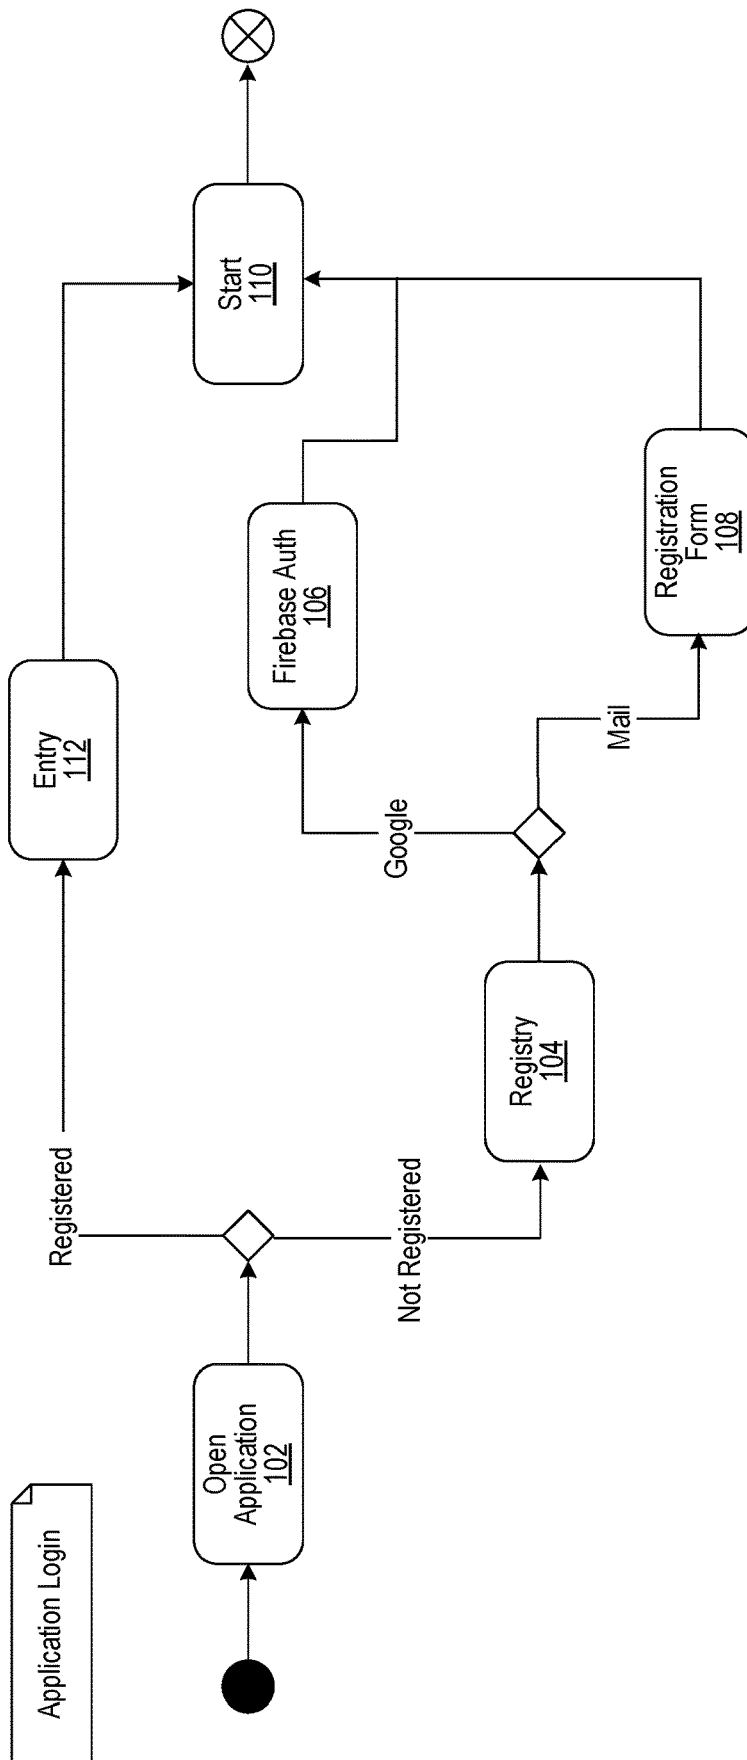 Application Login
Open
Application
102
Registered
Not Registered
Entry
112
Registry
104
Google
Mail
Firebase Auth
106
Registration
Form
108
Start
110